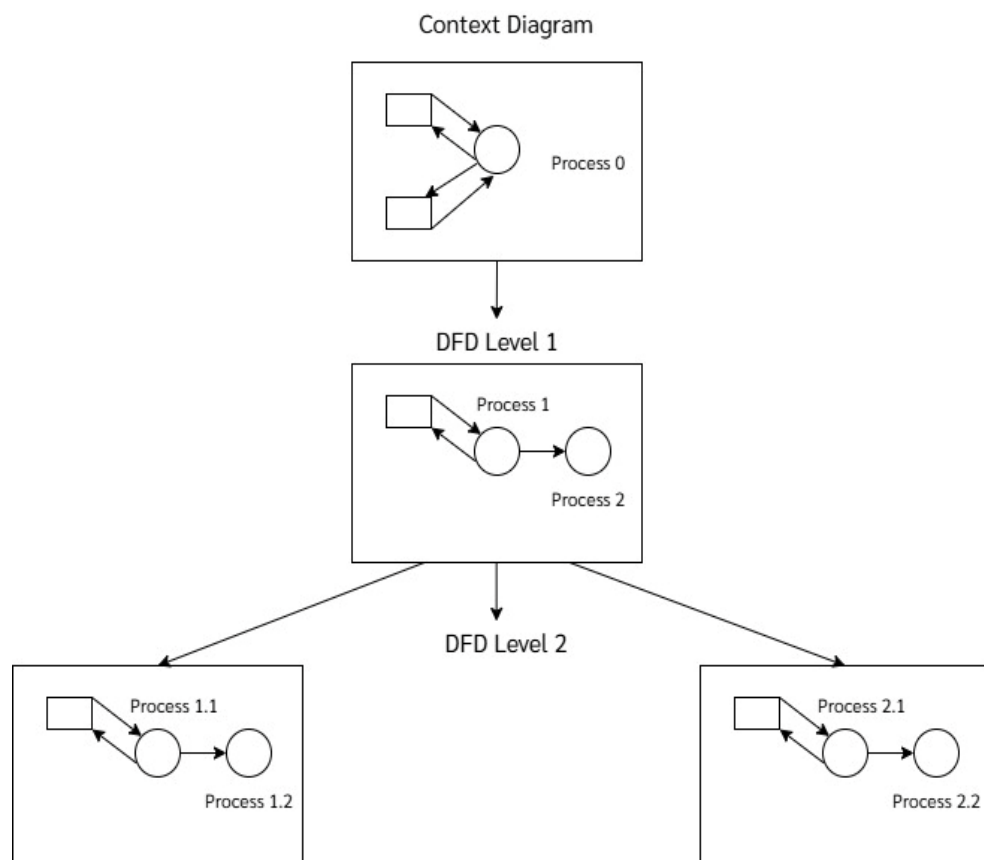 Context Diagram
Process 0
DFD Level 1
Process 1
Process 2
DFD Level 2
Process 1.1
Process 1.2
Process 2.1
Process 2.2